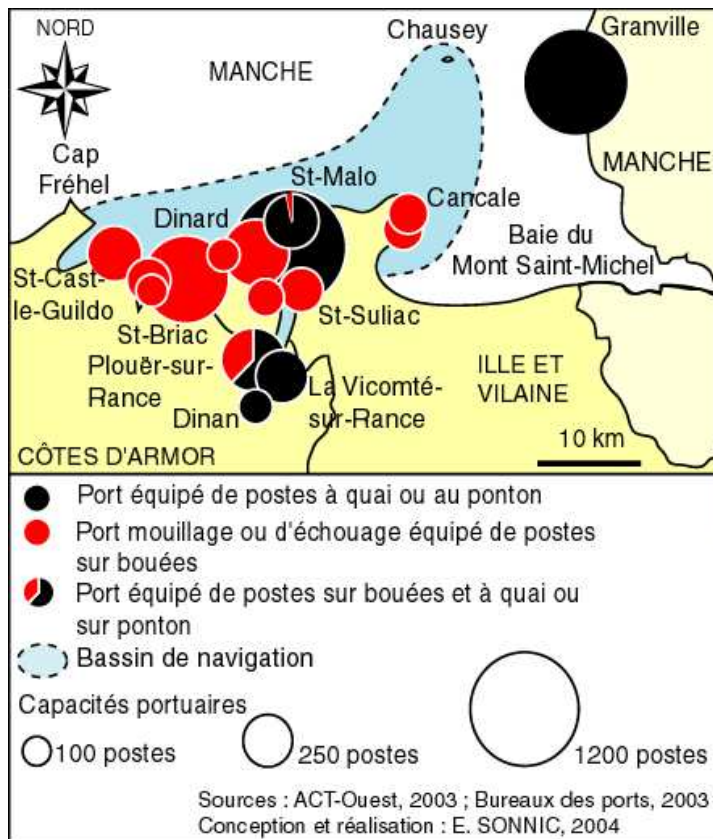 NORD
Chausey
Granville
MANCHE
Cap
Fréhel
MANCHE
St-Malo
Dinard
Cancale
Baie du
Mont Saint-Michel
St-Cast-
le-Guildo
St-Briac
St-Suliac
Plouër-sur-
Rance
ILLE ET
VILAINE
La Vicomté-
sur-Rance
Dinan
10 km
CÔTES D'ARMOR
Port équipé de postes à quai ou au ponton
Port mouillage ou d'échouage équipé de postes
sur bouées
Port équipé de postes sur bouées et à quai ou
sur ponton
Bassin de navigation
Capacités portuaires
100 postes
250 postes
1200 postes
Sources : ACT-Ouest, 2003 ; Bureaux des ports, 2003
Conception et réalisation : E. SONNIC, 2004